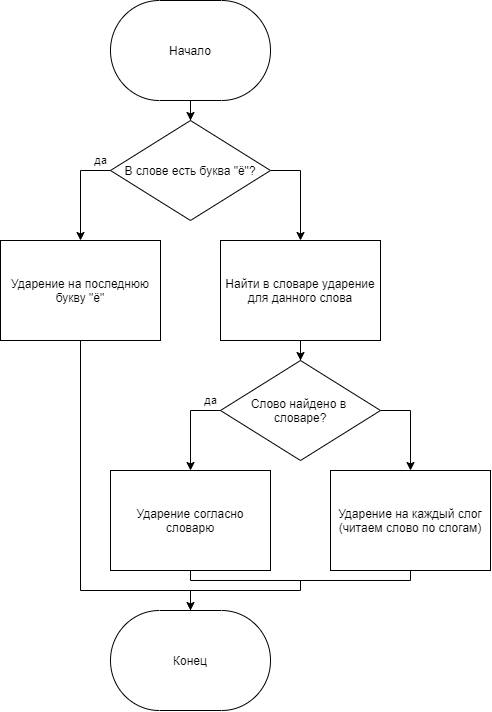 Начало
да
В слове есть буква "ё"?
Ударение на последнюю
букву "ё"
Найти в словаре ударение
для данного слова
да
Слово найдено в
словаре?
Ударение согласно
словарю
Ударение на каждый слог
(читаем слово по слогам)
Конец